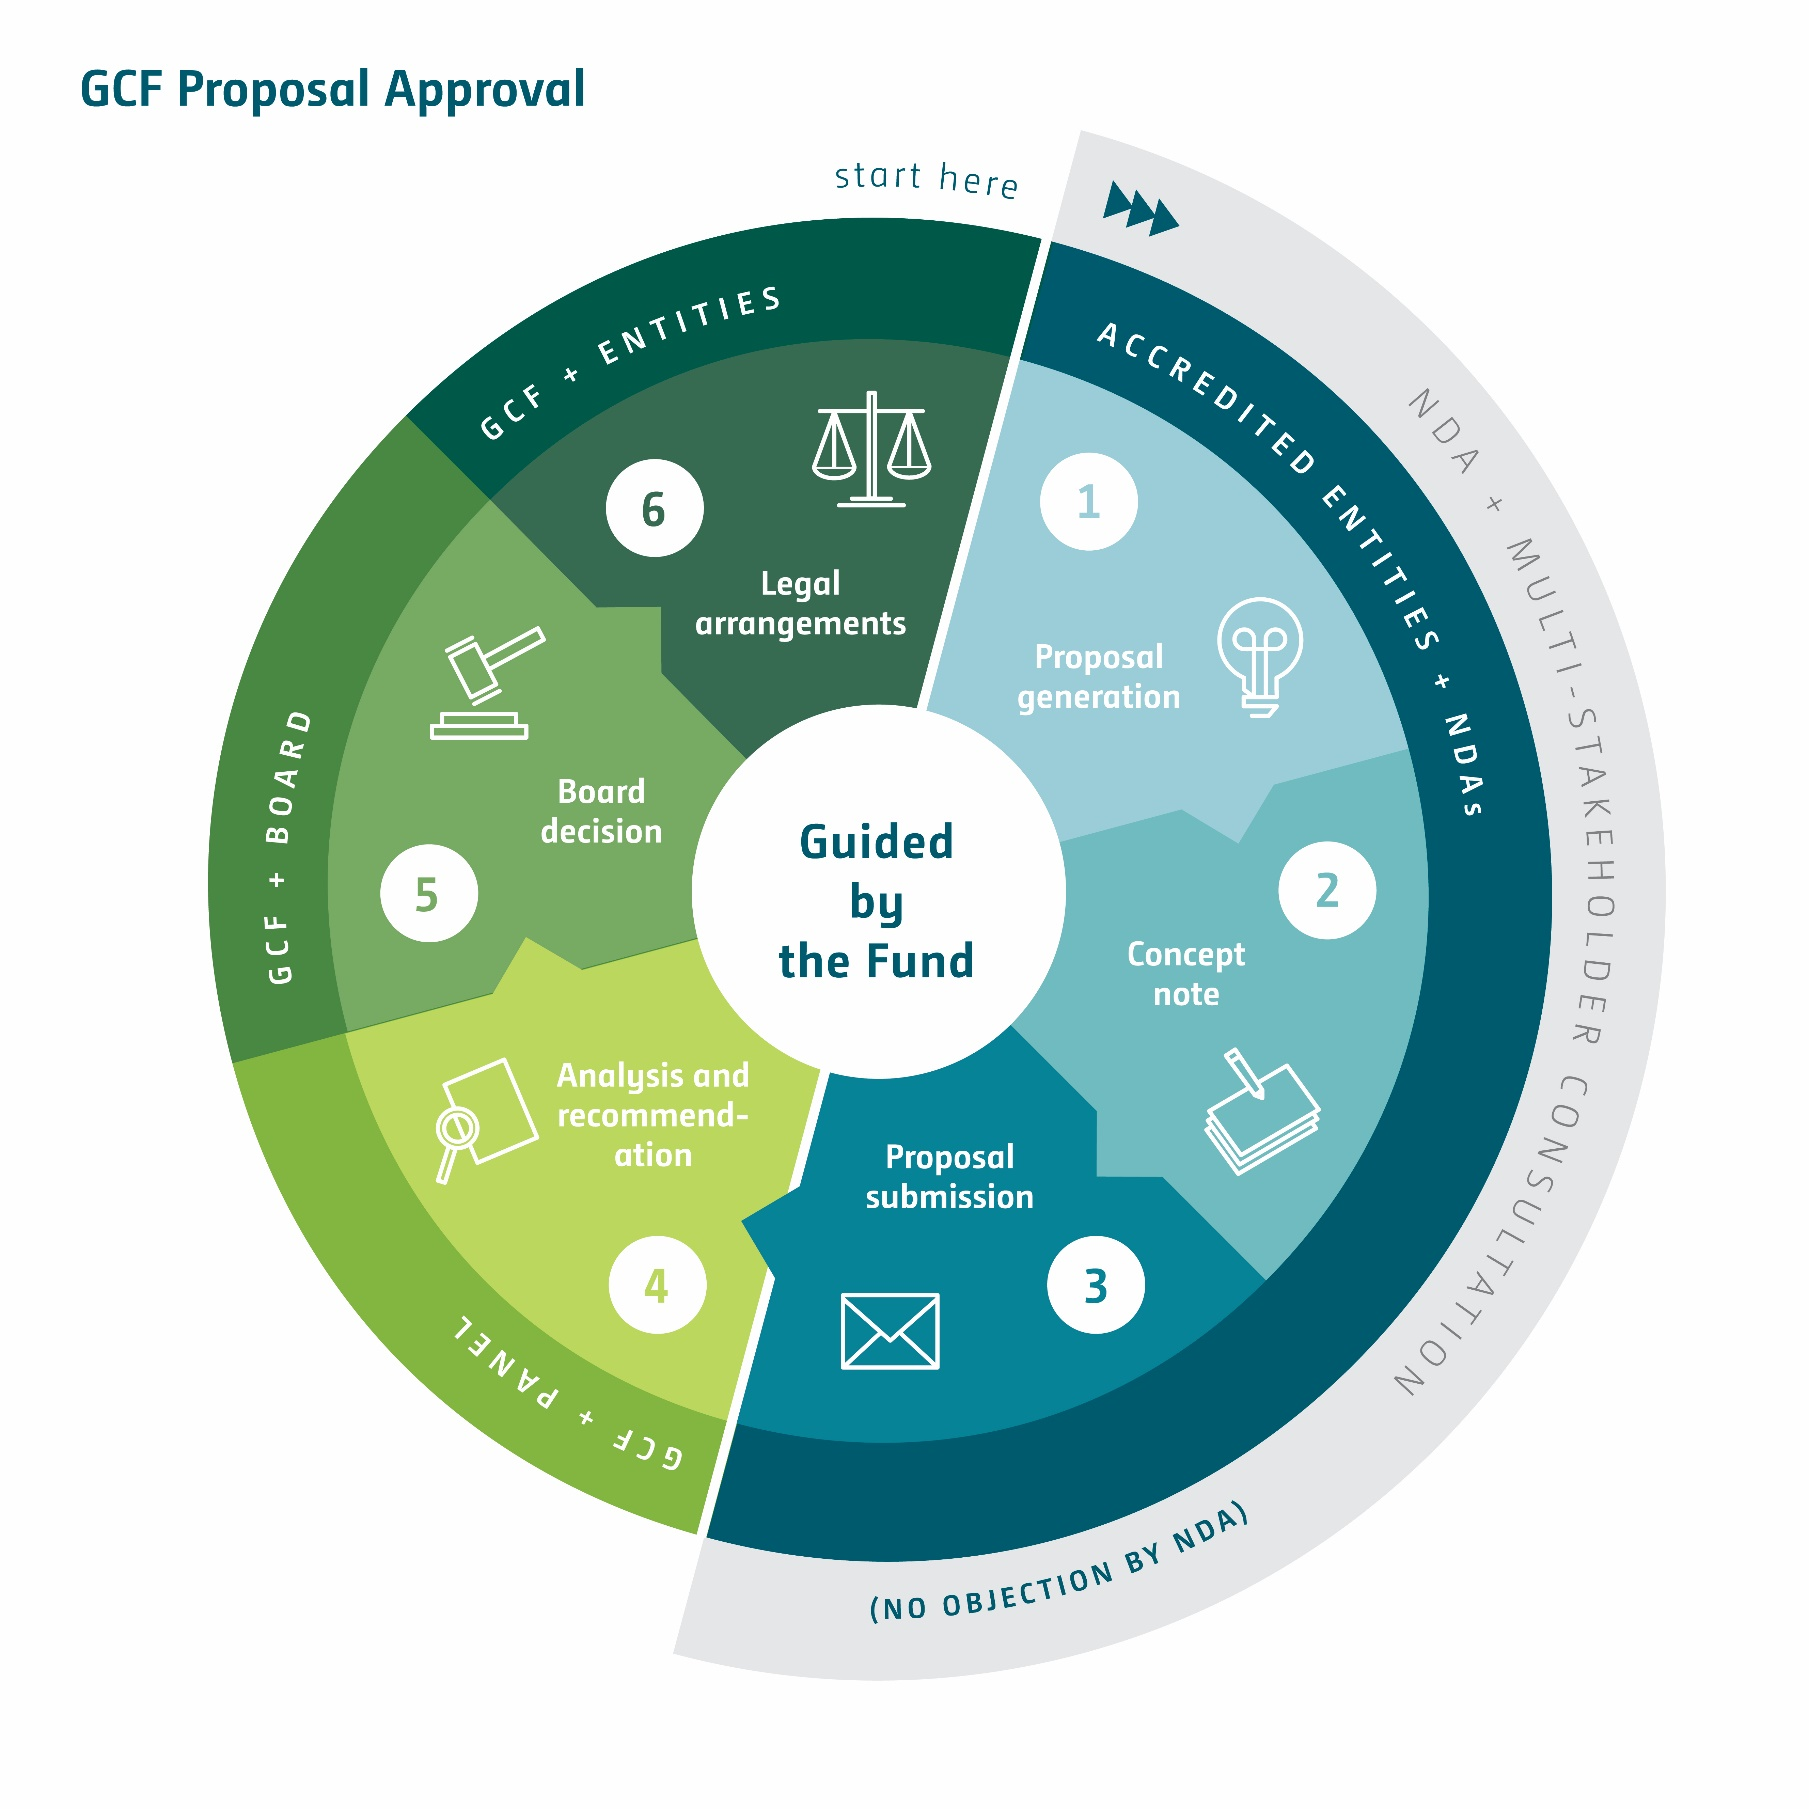 GCF Proposal Approval
start here
NDA + MULTI-STAKEHOLDER CONSULTATION
(NO OBJECTION BY NDA)
ACCREDITED ENTITIES + NDAs
1
Proposal
generation
2
Concept
note
3
Proposal
submission
GCF + PANEL
4
Analysis and
recommend-
ation
GCF + BOARD
5
Board
decision
GCF + ENTITIES
6
Legal
arrangements
Guided
by
the Fund